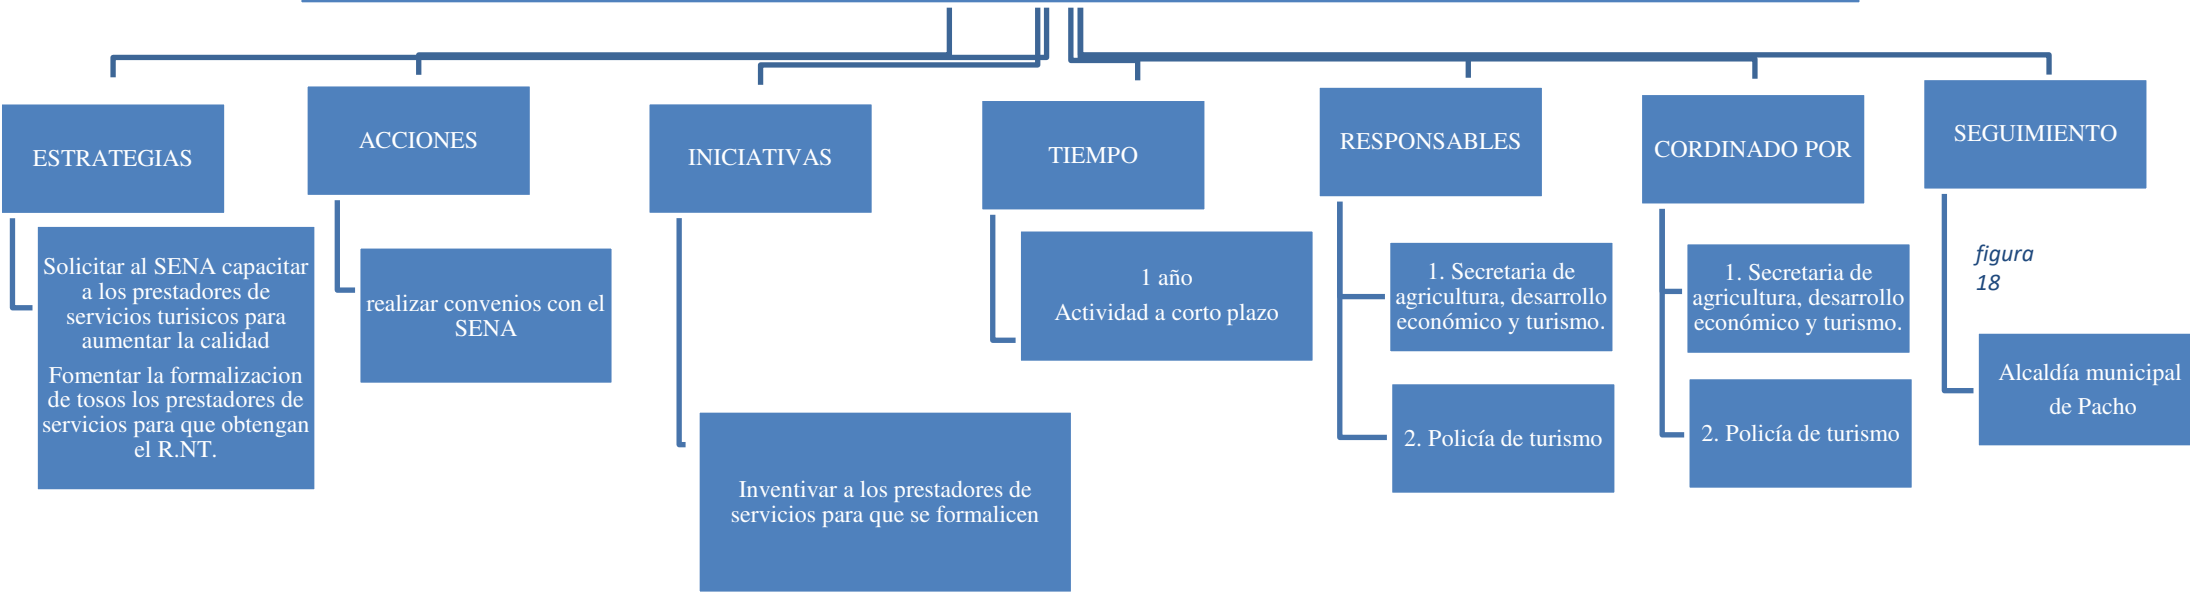 ESTRATEGIAS
Solicitar al SENA capacitar
a los prestadores de
servicios turisicos para
aumentar la calidad
Fomentar la formalizacion
de tosos los prestadores de
servicios para que obtengan
el R.NT.
ACCIONES
realizar convenios con el
SENA
INICIATIVAS
Inventivar a los prestadores de
servicios para que se formalicen
TIEMPO
1 año
Actividad a corto plazo
RESPONSABLES
1. Secretaria de
agricultura, desarrollo
económico y turismo.
2. Policía de turismo
CORDINADO POR
1. Secretaria de
agricultura, desarrollo
económico y turismo.
2. Policía de turismo
SEGUIMIENTO
figura
18
Alcaldía municipal
de Pacho